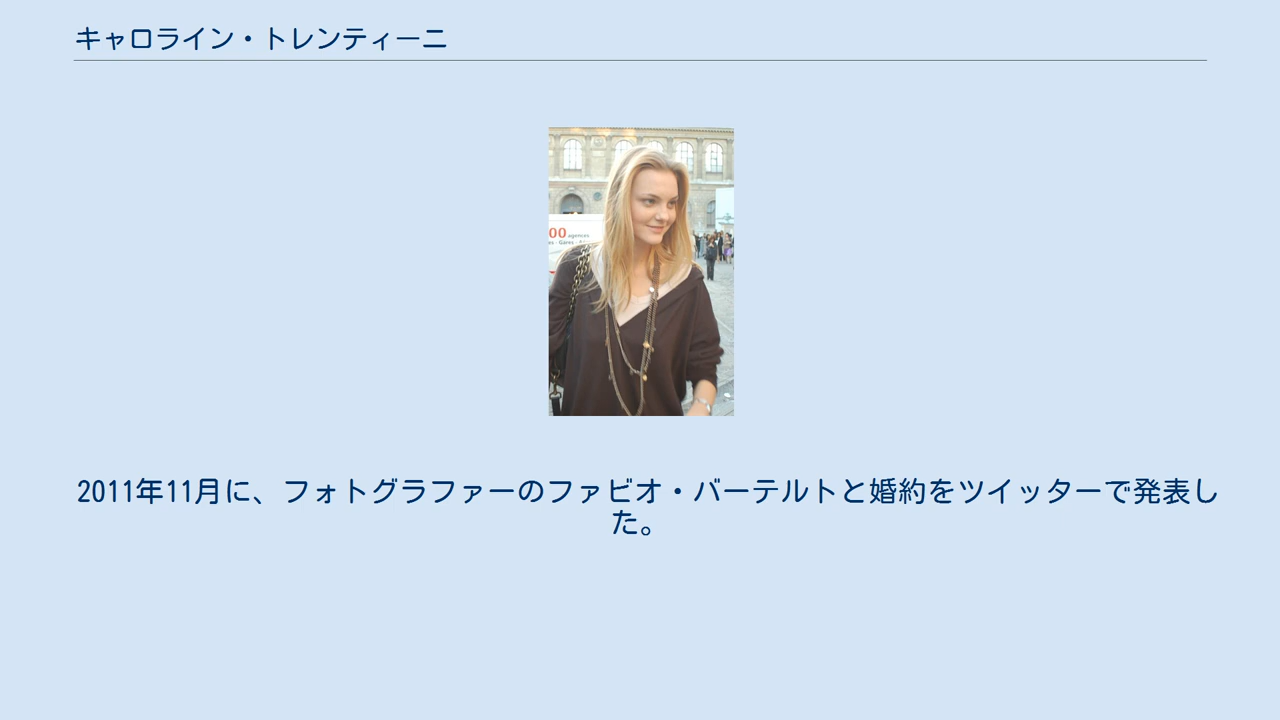 キャロライン・トレンティーニ
00 agences
2011年11月に、フォトグラファーのファビオ・バーテルトと婚約をツイッターで発表し
た。